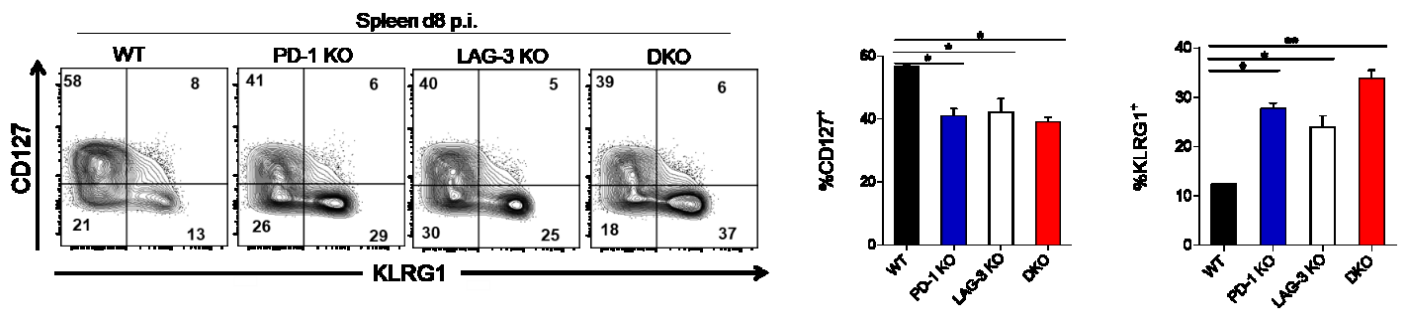 Spleen d8 p.i.
WT PD-1 KO LAG-3 KO DKO
58 8 41 6 40 5 39 6
21 13 26 29 30 25 18 37
CD127
KLRG1
* * *
60
40
20
0
%CD127+
WT PD-1 KO LAG-3 KO DKO
** * *
40
30
20
10
0
%KLRG1+
WT PD-1 KO LAG-3 KO DKO